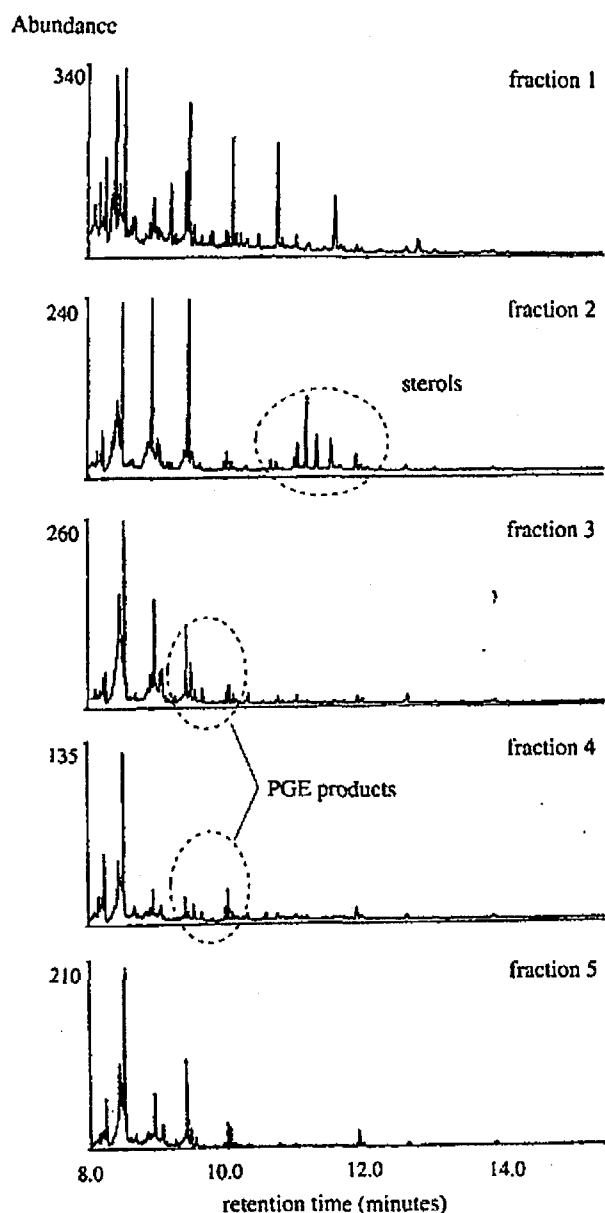 Abundance
340
fraction 1
240
fraction 2
sterols
260
fraction 3
135
fraction 4
PGE products
210
fraction 5
8.0 10.0 12.0 14.0
retention time (minutes)